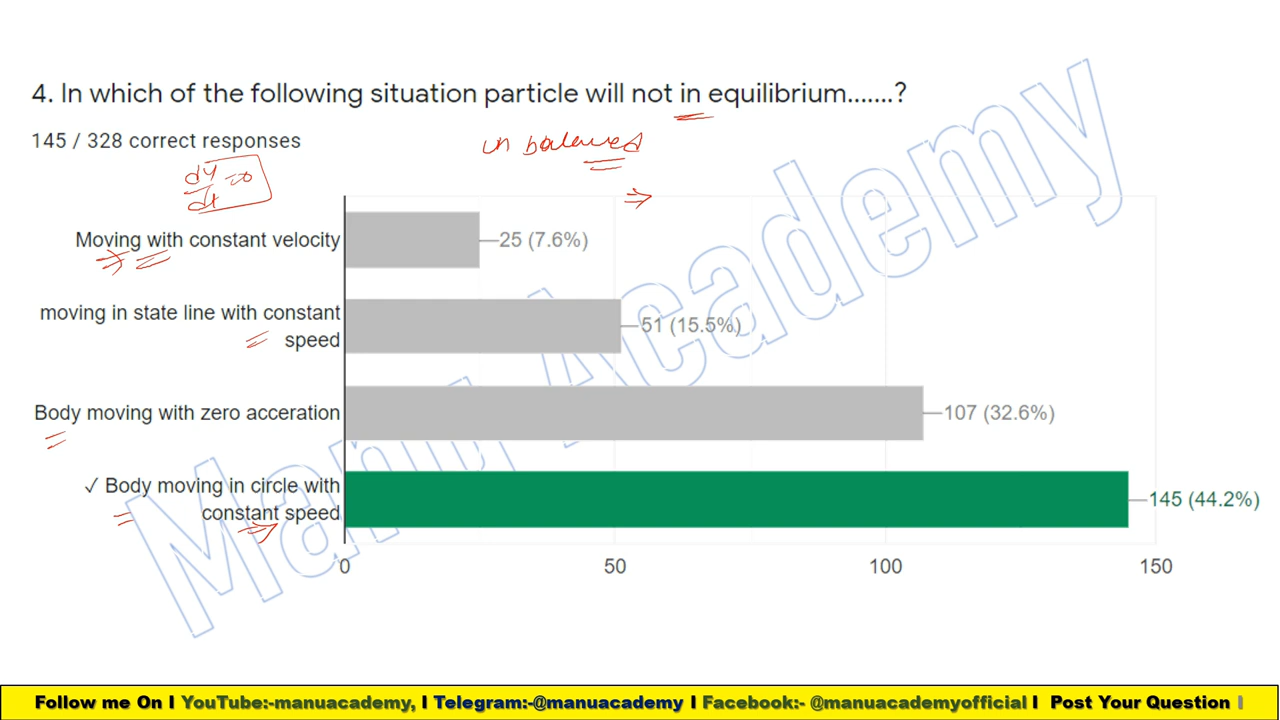 4. In which of the following situation particle will not in equilibrium.......?
145 / 328 correct responses
un balanced
Moving with constant velocity
25 (7.6%)
moving in state line with constant
speed
51 (15.5%)
Body moving with zero acceration
107 (32.6%)
✓ Body moving in circle with
constant speed
145 (44.2%)
0
50
100
150
Manu Academy
Follow me On I YouTube:-manuacademy, I Telegram:-@manuacademy I Facebook:- @manuacademyofficial I Post Your Question I